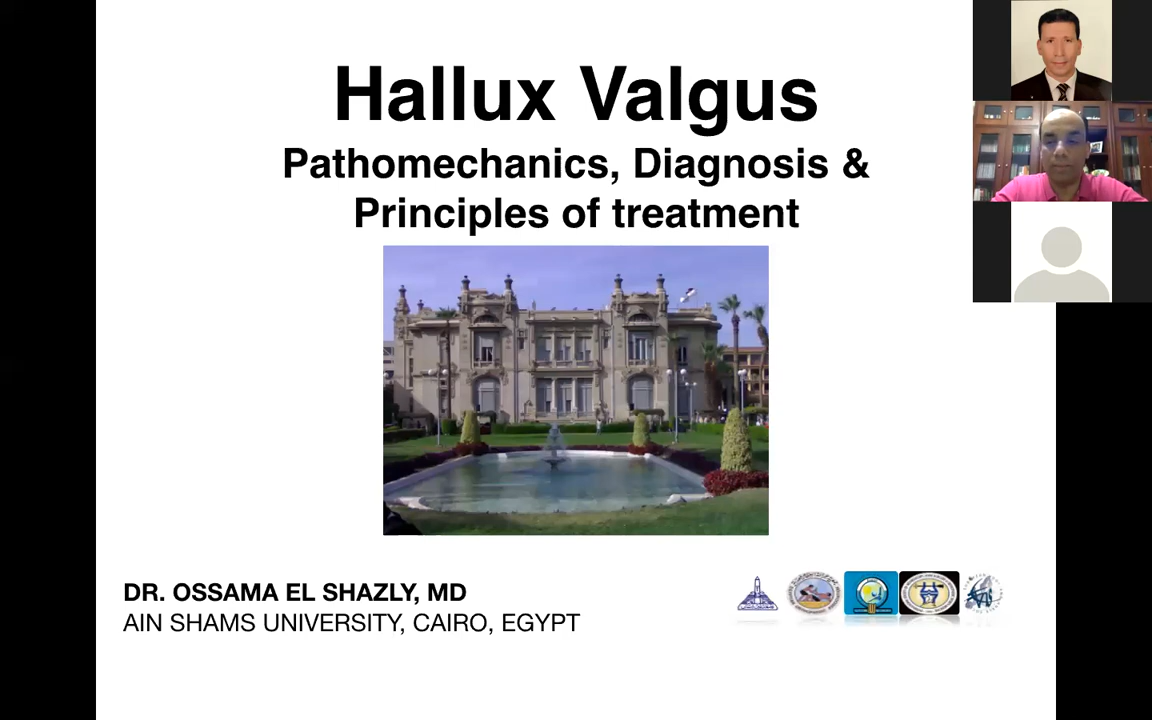 Hallux Valgus
Pathomechanics, Diagnosis &
Principles of treatment
DR. OSSAMA EL SHAZLY, MD
AIN SHAMS UNIVERSITY, CAIRO, EGYPT